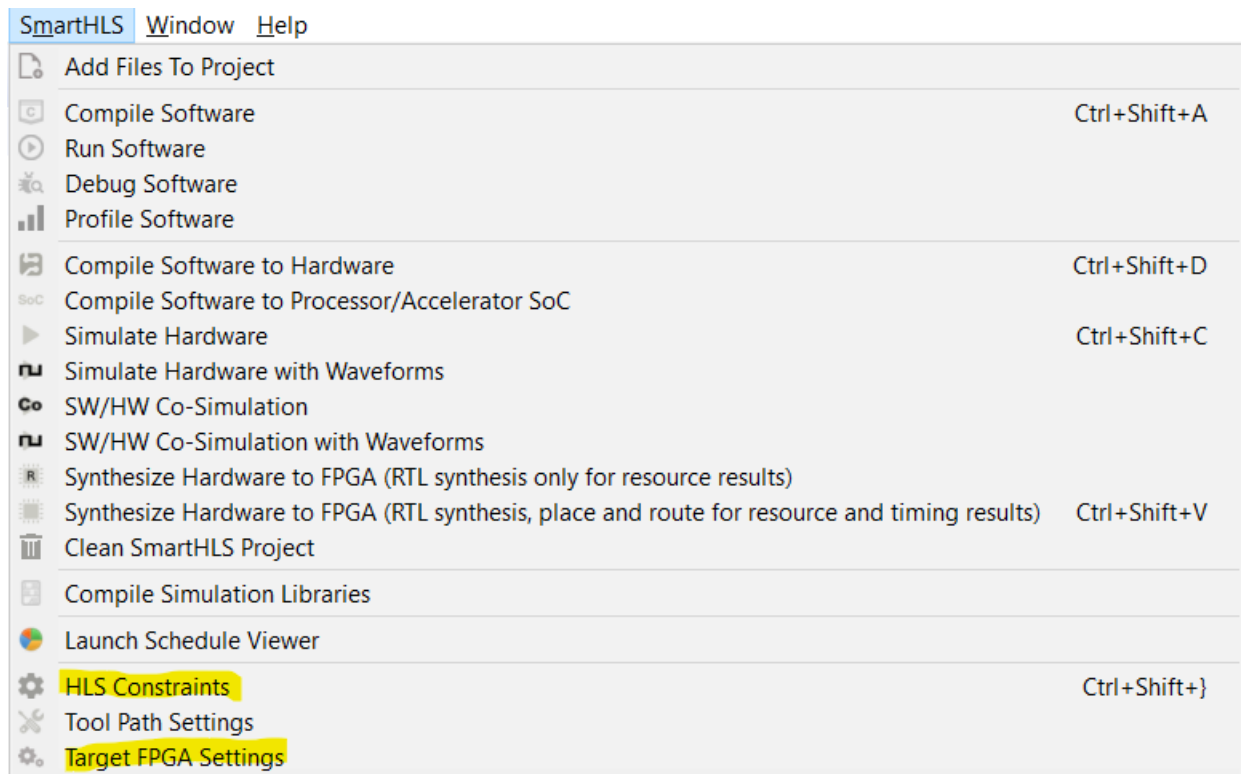 SmartHLS Window Help
Add Files To Project
Compile Software Ctrl+Shift+A
Run Software
Debug Software
Profile Software
Compile Software to Hardware Ctrl+Shift+D
SoC Compile Software to Processor/Accelerator SoC
Simulate Hardware Ctrl+Shift+C
Simulate Hardware with Waveforms
Co SW/HW Co-Simulation
SW/HW Co-Simulation with Waveforms
R Synthesize Hardware to FPGA (RTL synthesis only for resource results)
Synthesize Hardware to FPGA (RTL synthesis, place and route for resource and timing results) Ctrl+Shift+V
Clean SmartHLS Project
Compile Simulation Libraries
Launch Schedule Viewer
HLS Constraints Ctrl+Shift+}
Tool Path Settings
Target FPGA Settings